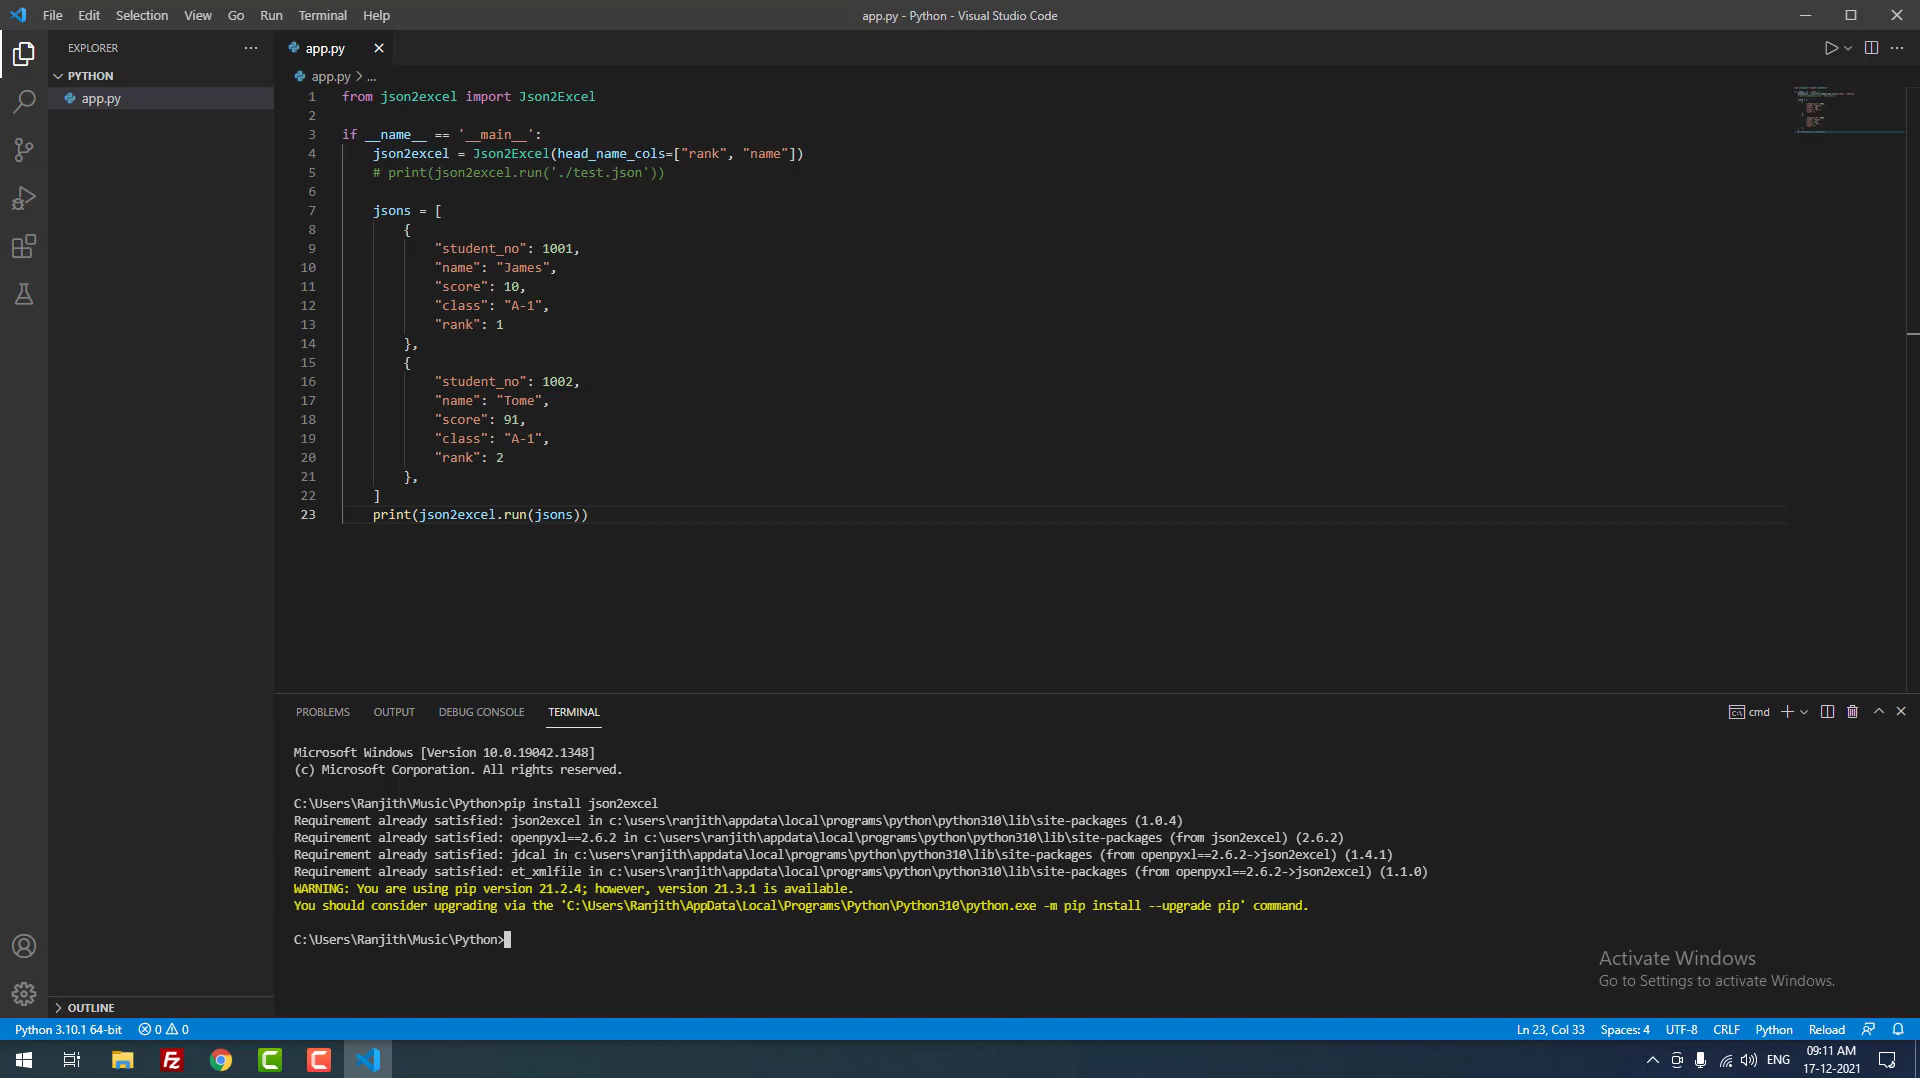 File Edit Selection View Go Run Terminal Help
app.py - Python - Visual Studio Code
EXPLORER
PYTHON
app.py
OUTLINE
app.py
app.py > ...
1 from json2excel import Json2Excel
2
3 if __name__ == '__main__':
4 json2excel = Json2Excel(head_name_cols=["rank", "name"])
5 # print(json2excel.run('./test.json'))
6
7 jsons = [
8 {
9 "student_no": 1001,
10 "name": "James",
11 "score": 10,
12 "class": "A-1",
13 "rank": 1
14 },
15 {
16 "student_no": 1002,
17 "name": "Tome",
18 "score": 91,
19 "class": "A-1",
20 "rank": 2
21 },
22 ]
23 print(json2excel.run(jsons))
PROBLEMS OUTPUT DEBUG CONSOLE TERMINAL
cmd
Microsoft Windows [Version 10.0.19042.1348]
(c) Microsoft Corporation. All rights reserved.
C:\Users\Ranjith\Music\Python>pip install json2excel
Requirement already satisfied: json2excel in c:\users\ranjith\appdata\local\programs\python\python310\lib\site-packages (1.0.4)
Requirement already satisfied: openpyxl==2.6.2 in c:\users\ranjith\appdata\local\programs\python\python310\lib\site-packages (from json2excel) (2.6.2)
Requirement already satisfied: jdcal in c:\users\ranjith\appdata\local\programs\python\python310\lib\site-packages (from openpyxl==2.6.2->json2excel) (1.4.1)
Requirement already satisfied: et_xmlfile in c:\users\ranjith\appdata\local\programs\python\python310\lib\site-packages (from openpyxl==2.6.2->json2excel) (1.1.0)
WARNING: You are using pip version 21.2.4; however, version 21.3.1 is available.
You should consider upgrading via the 'C:\Users\Ranjith\AppData\Local\Programs\Python\Python310\python.exe -m pip install --upgrade pip' command.
C:\Users\Ranjith\Music\Python>
Activate Windows
Go to Settings to activate Windows.
Python 3.10.1 64-bit 0 0
Ln 23, Col 33 Spaces: 4 UTF-8 CRLF Python Reload
Fz
ENG
09:11 AM
17-12-2021